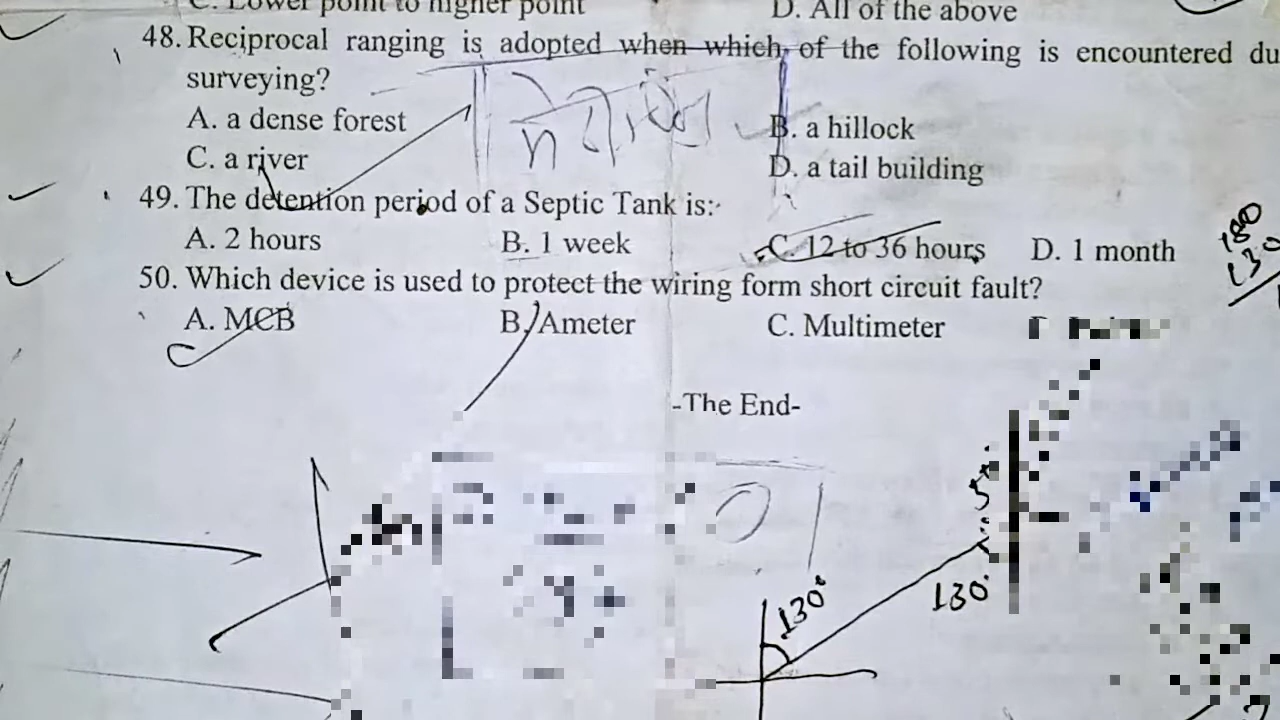 C. Lower point to higher point D. All of the above
48. Reciprocal ranging is adopted when which of the following is encountered du
surveying?
A. a dense forest B. a hillock
C. a river D. a tail building
49. The detention period of a Septic Tank is:
A. 2 hours B. 1 week C. 12 to 36 hours D. 1 month
180
130
50. Which device is used to protect the wiring form short circuit fault?
A. MCB B. Ameter C. Multimeter
-The End-
130°
130°